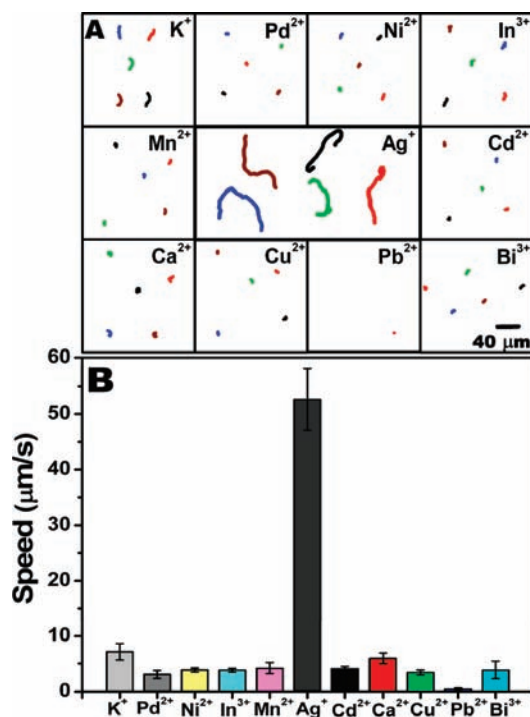 A
K+ Pd2+ Ni2+ In3+
Mn2+ Ag+ Cd2+
Ca2+ Cu2+ Pb2+ Bi3+
40 µm
B
60
50
40
30
20
10
0
Speed (µm/s)
K+ Pd2+ Ni2+ In3+ Mn2+ Ag+ Cd2+ Ca2+ Cu2+ Pb2+ Bi3+